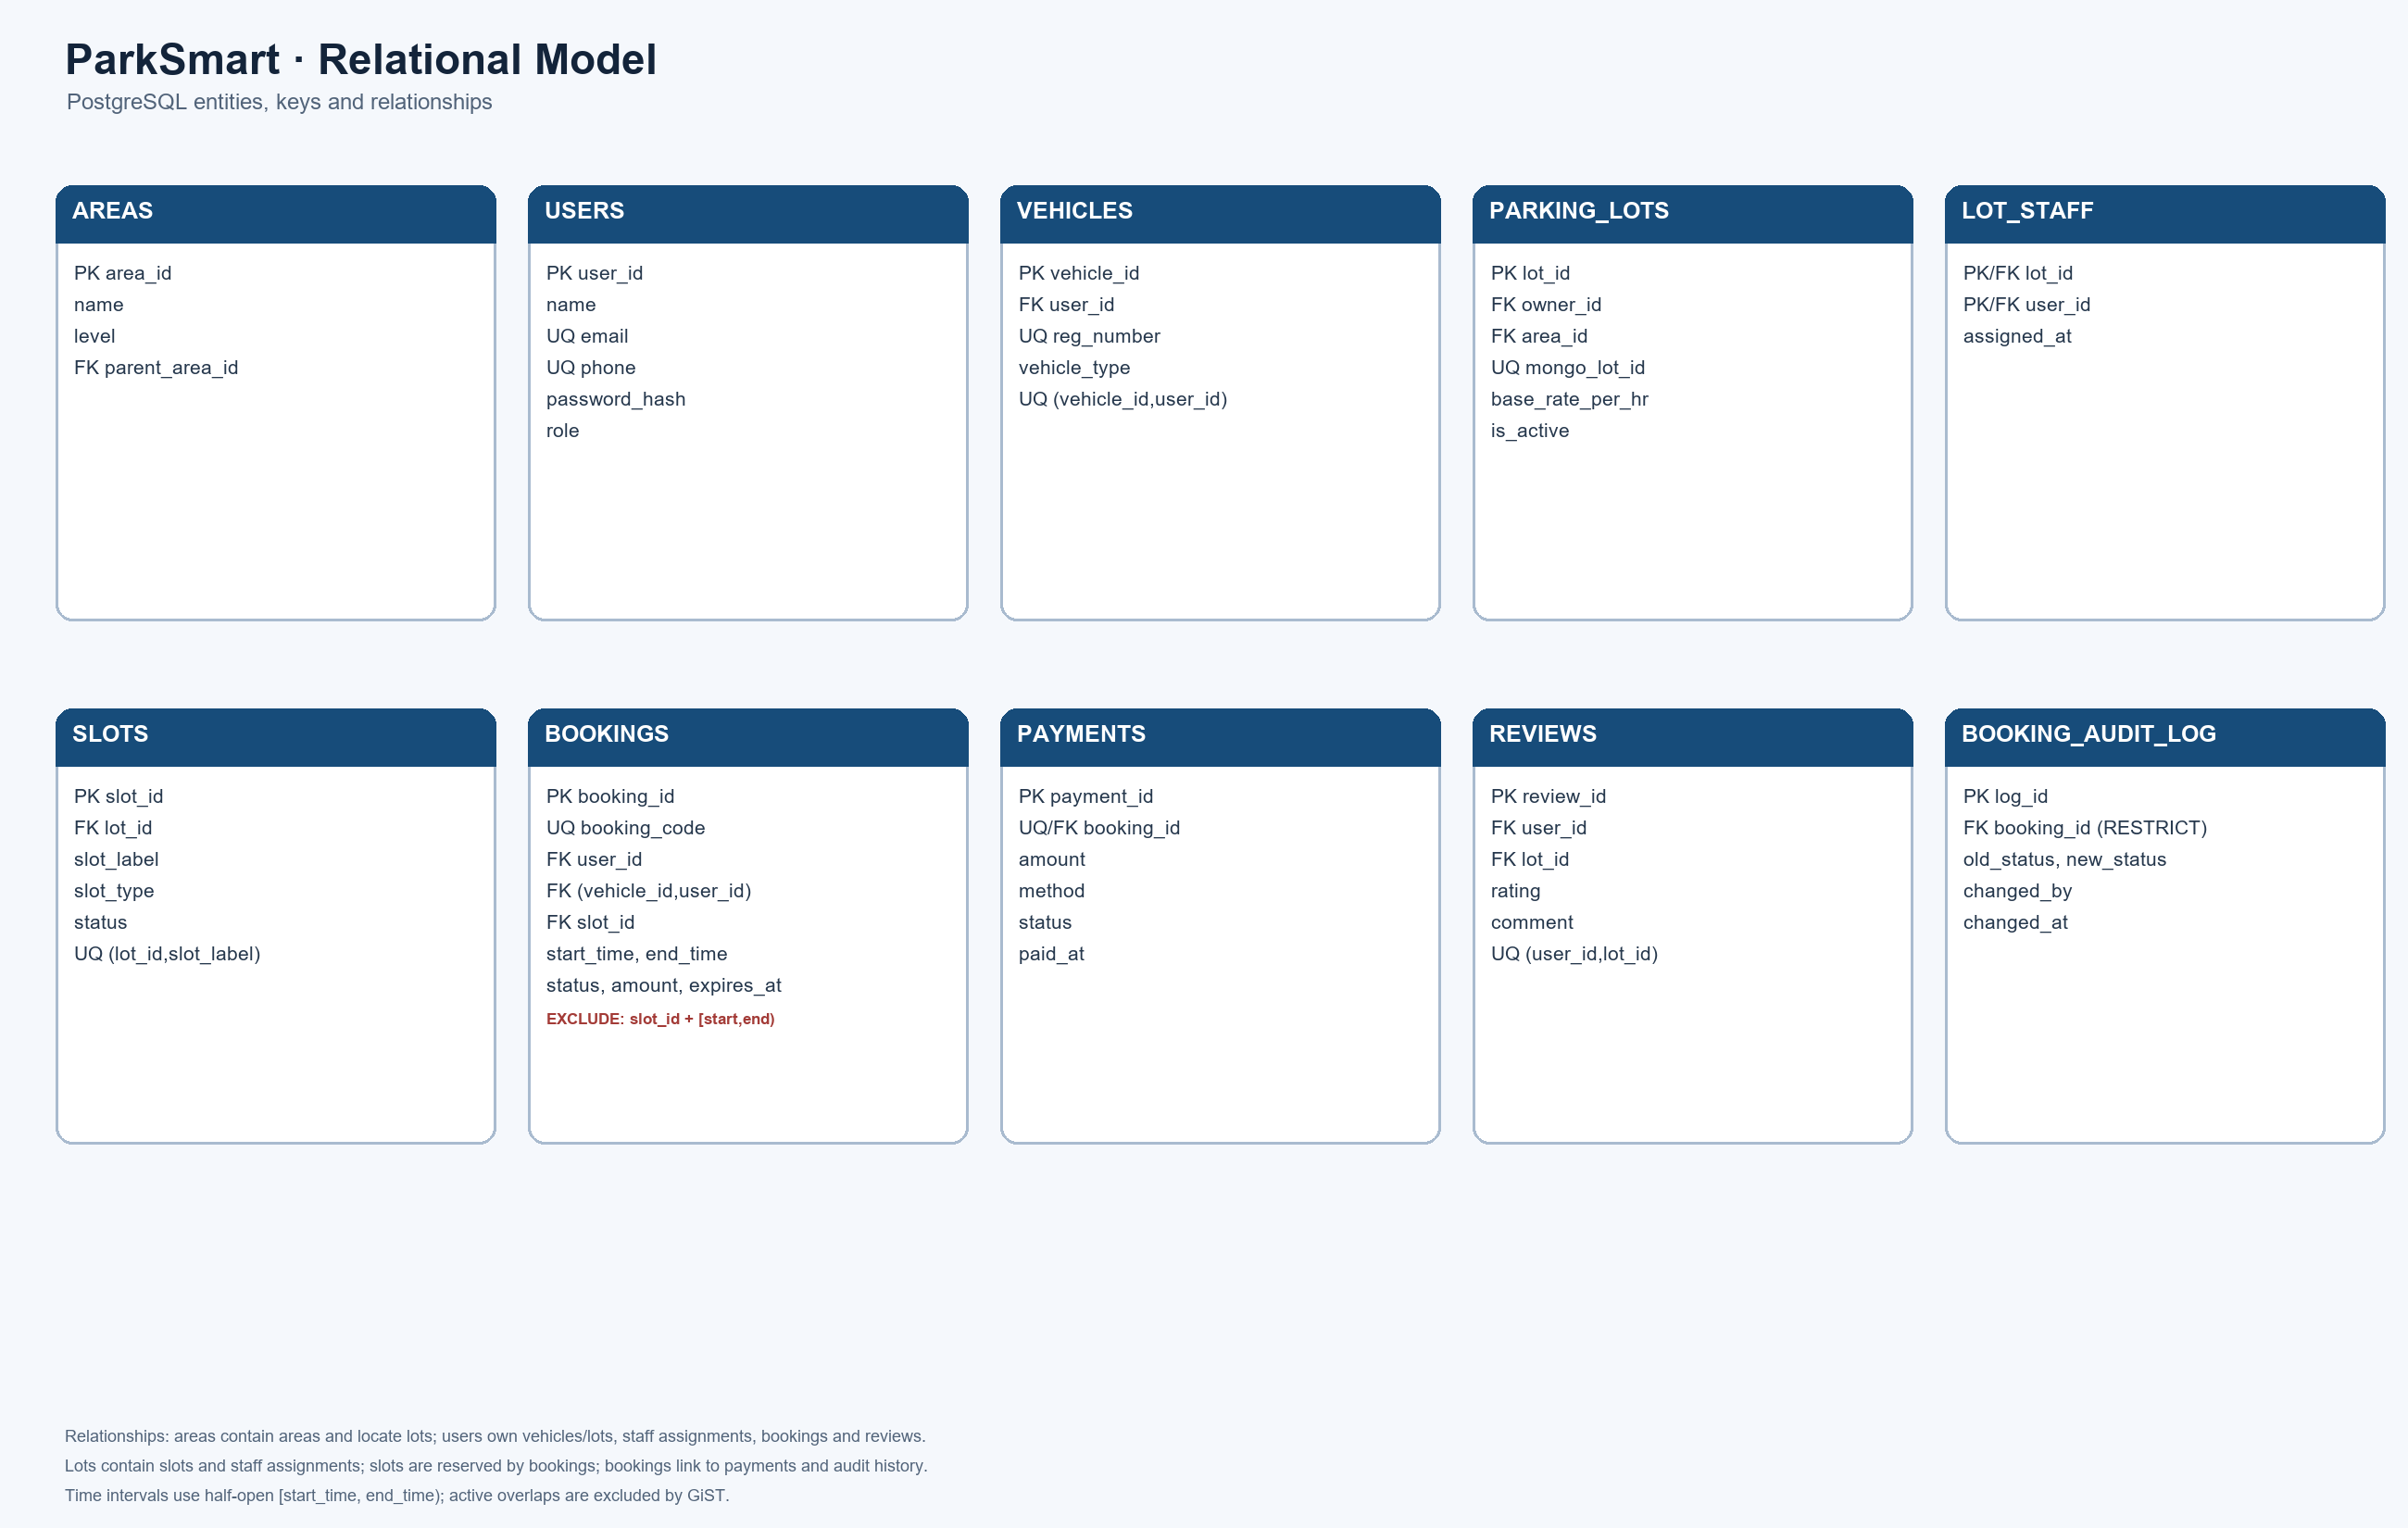 ParkSmart · Relational Model
PostgreSQL entities, keys and relationships
AREAS
PK area_id
name
level
FK parent_area_id
USERS
PK user_id
name
UQ email
UQ phone
password_hash
role
VEHICLES
PK vehicle_id
FK user_id
UQ reg_number
vehicle_type
UQ (vehicle_id,user_id)
PARKING_LOTS
PK lot_id
FK owner_id
FK area_id
UQ mongo_lot_id
base_rate_per_hr
is_active
LOT_STAFF
PK/FK lot_id
PK/FK user_id
assigned_at
SLOTS
PK slot_id
FK lot_id
slot_label
slot_type
status
UQ (lot_id,slot_label)
BOOKINGS
PK booking_id
UQ booking_code
FK user_id
FK (vehicle_id,user_id)
FK slot_id
start_time, end_time
status, amount, expires_at
EXCLUDE: slot_id + [start,end)
PAYMENTS
PK payment_id
UQ/FK booking_id
amount
method
status
paid_at
REVIEWS
PK review_id
FK user_id
FK lot_id
rating
comment
UQ (user_id,lot_id)
BOOKING_AUDIT_LOG
PK log_id
FK booking_id (RESTRICT)
old_status, new_status
changed_by
changed_at
Relationships: areas contain areas and locate lots; users own vehicles/lots, staff assignments, bookings and reviews.
Lots contain slots and staff assignments; slots are reserved by bookings; bookings link to payments and audit history.
Time intervals use half-open [start_time, end_time); active overlaps are excluded by GiST.